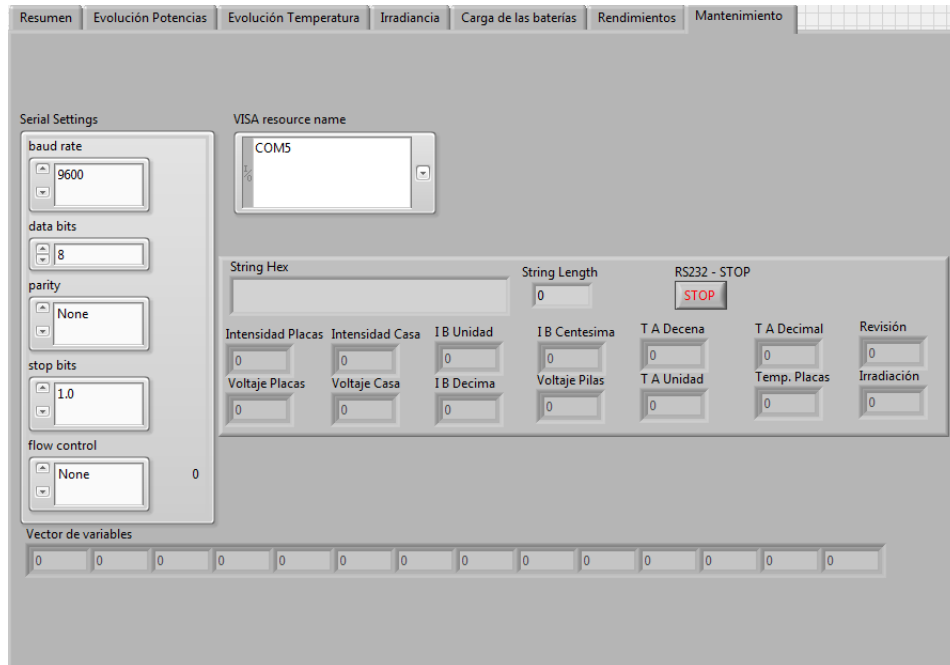 Resumen Evolución Potencias Evolución Temperatura Irradiancia Carga de las baterías Rendimientos Mantenimiento
Serial Settings
VISA resource name
baud rate
9600
COM5
data bits
8
parity
None
stop bits
1.0
flow control
None 0
String Hex
String Length
0
RS232 - STOP
STOP
Intensidad Placas Intensidad Casa I B Unidad I B Centesima T A Decena T A Decimal Revisión
0 0 0 0 0 0 0
Voltaje Placas Voltaje Casa I B Decima Voltaje Pilas T A Unidad Temp. Placas Irradiación
0 0 0 0 0 0 0
Vector de variables
0 0 0 0 0 0 0 0 0 0 0 0 0 0